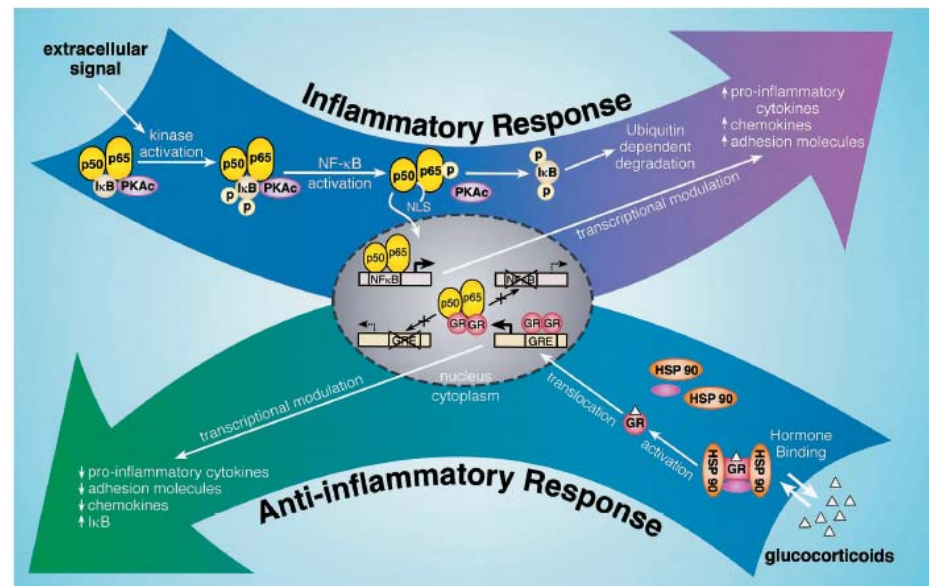 extracellular
signal
Inflammatory Response
kinase
activation
p50 p65
IκB PKAc
p50 p65
IκB PKAc
p
p
NF-κB
activation
p50 p65 p
PKAc
NLS
p
IκB
p
Ubiquitin
dependent
degradation
↑ pro-inflammatory
cytokines
↑ chemokines
↑ adhesion molecules
transcriptional modulation
p50 p65
NFκB
NFκB
p50 p65
GR GR
GR GR
GRE
GRE
nucleus
cytoplasm
transcriptional modulation
translocation
GR
activation
HSP 90
HSP 90
Hormone
Binding
HSP 90
GR
HSP 90
glucocorticoids
↓ pro-inflammatory cytokines
↓ adhesion molecules
↓ chemokines
↑ IκB
Anti-inflammatory Response